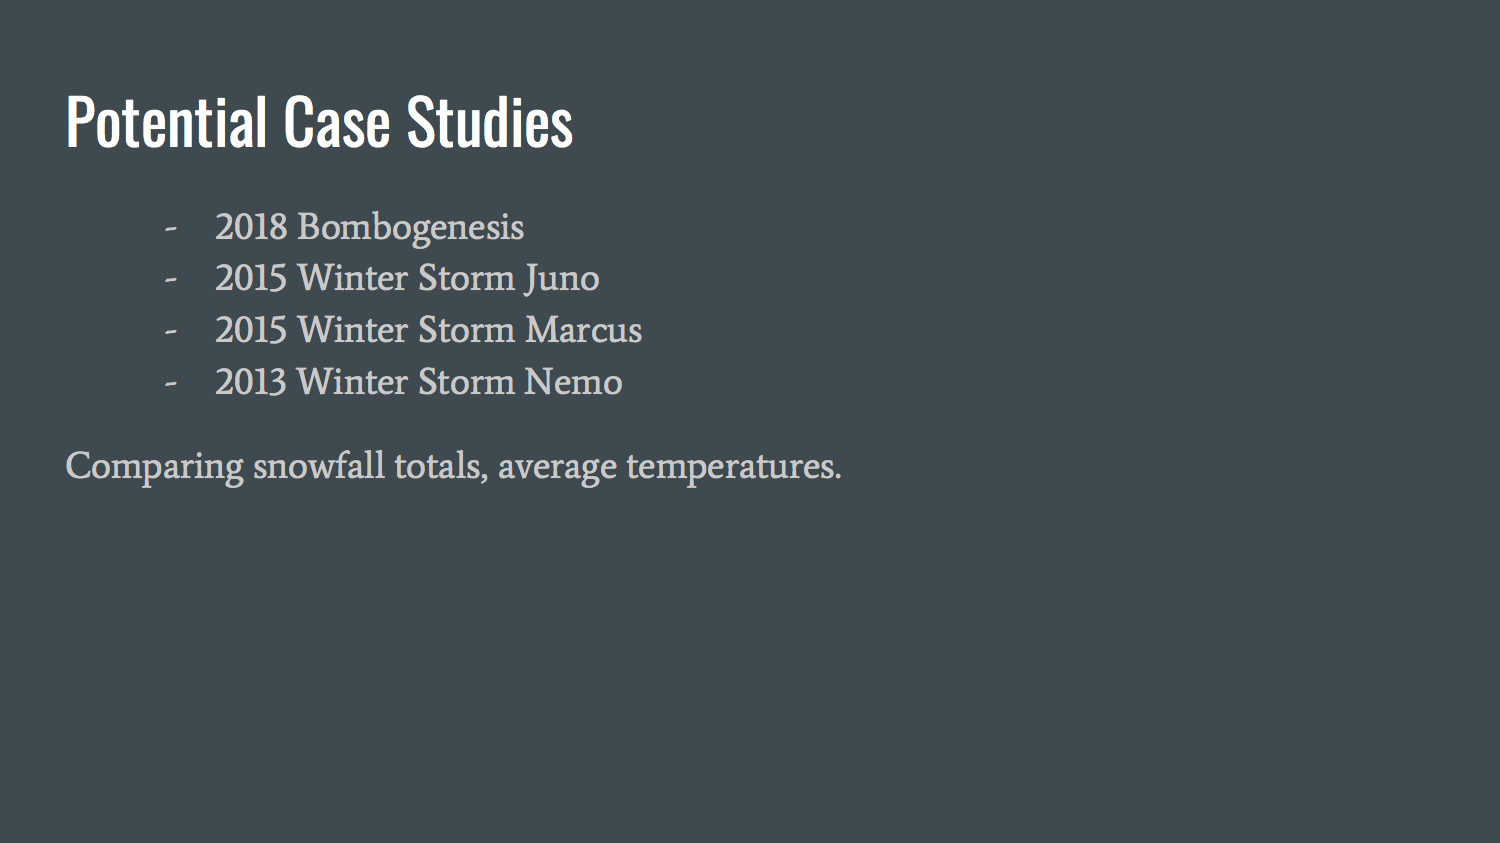 Potential Case Studies
- 2018 Bombogenesis
- 2015 Winter Storm Juno
- 2015 Winter Storm Marcus
- 2013 Winter Storm Nemo
Comparing snowfall totals, average temperatures.